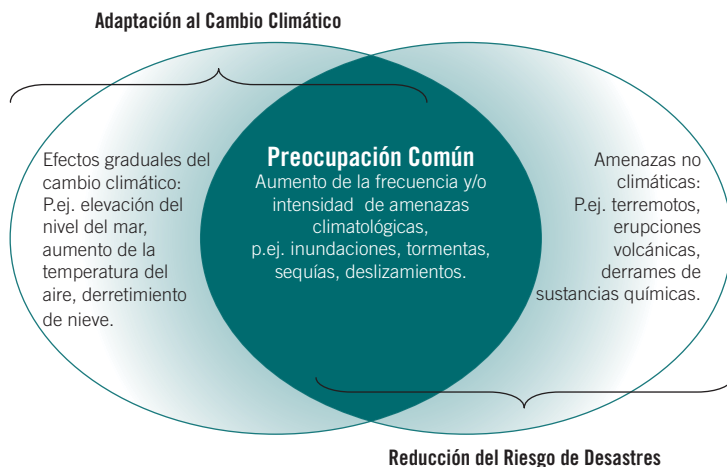 Adaptación al Cambio Climático
Efectos graduales del
cambio climático:
P.ej. elevación del
nivel del mar,
aumento de la
temperatura del
aire, derretimiento
de nieve.
Preocupación Común
Aumento de la frecuencia y/o
intensidad de amenazas
climatológicas,
p.ej. inundaciones, tormentas,
sequías, deslizamientos.
Amenazas no
climáticas:
P.ej. terremotos,
erupciones
volcánicas,
derrames de
sustancias químicas.
Reducción del Riesgo de Desastres